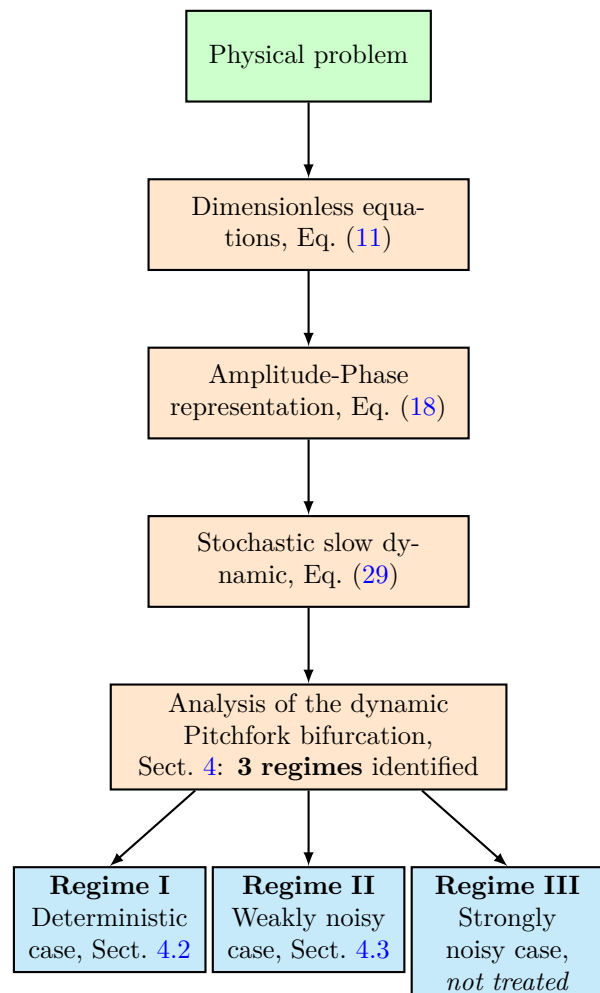 Physical problem
Dimensionless equa-
tions, Eq. (11)
Amplitude-Phase
representation, Eq. (18)
Stochastic slow dy-
namic, Eq. (29)
Analysis of the dynamic
Pitchfork bifurcation,
Sect. 4: 3 regimes identified
Regime I
Deterministic
case, Sect. 4.2
Regime II
Weakly noisy
case, Sect. 4.3
Regime III
Strongly
noisy case,
not treated